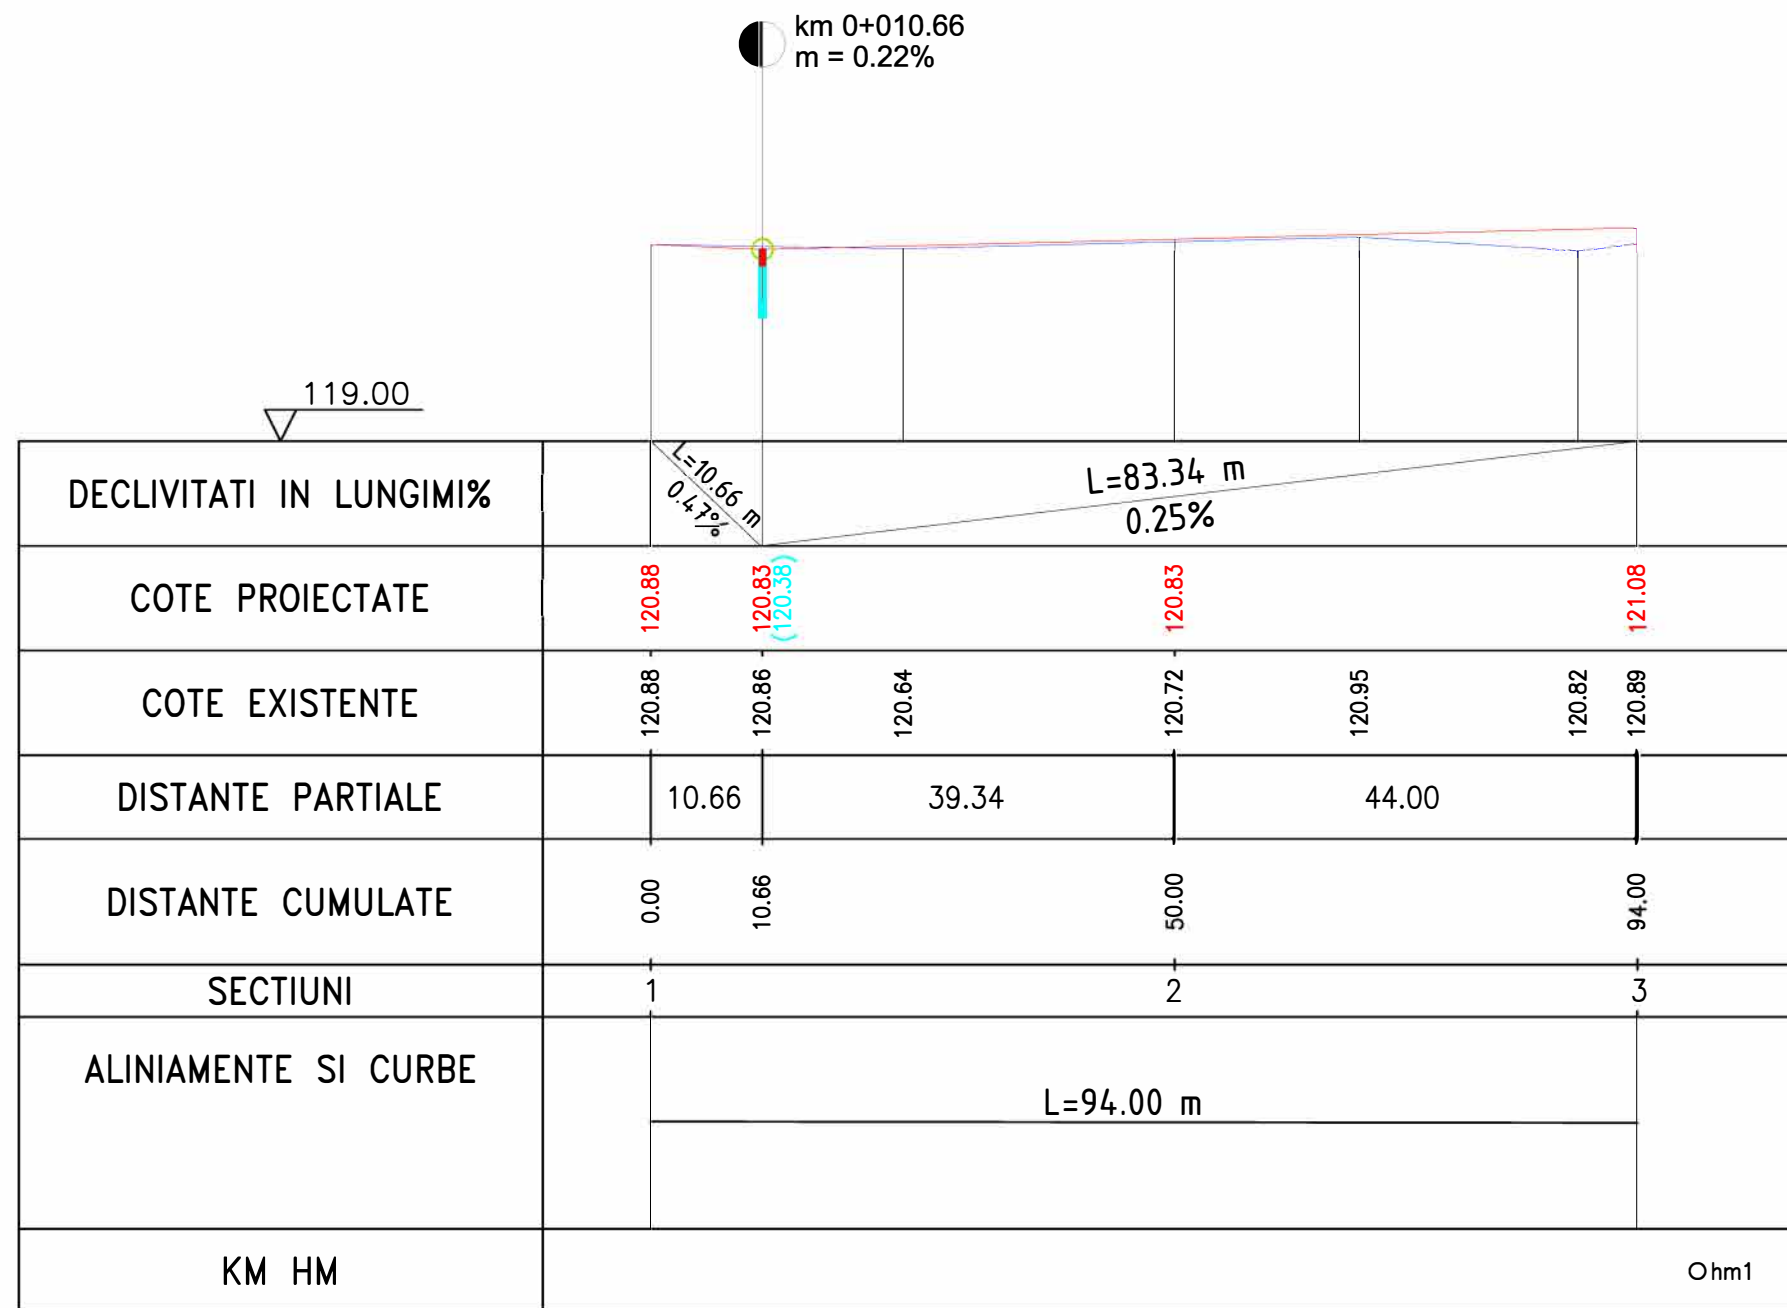 km 0+010.66
m = 0.22%
119.00
DECLIVITATI IN LUNGIMI%
L=10.66 m
0.47%
L=83.34 m
0.25%
COTE PROIECTATE
120.88
120.83
(120.38)
120.83
121.08
COTE EXISTENTE
120.88
120.86
120.64
120.72
120.95
120.82
120.89
DISTANTE PARTIALE
10.66
39.34
44.00
DISTANTE CUMULATE
0.00
10.66
50.00
94.00
SECTIUNI
1
2
3
ALINIAMENTE SI CURBE
L=94.00 m
KM HM
Ohm1